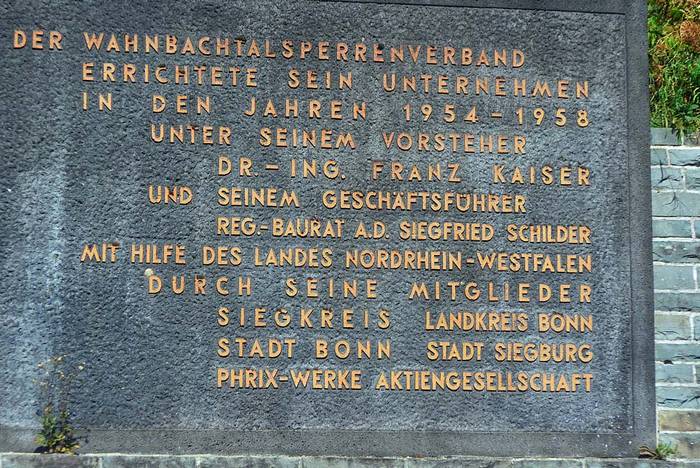 DER WAHNBACHTALSPERRENVERBAND
ERRICHTETE SEIN UNTERNEHMEN
IN DEN JAHREN 1954-1958
UNTER SEINEM VORSTEHER
DR.-ING. FRANZ KAISER
UND SEINEM GESCHÄFTSFÜHRER
REG.-BAURAT A.D. SIEGFRIED SCHILDER
MIT HILFE DES LANDES NORDRHEIN-WESTFALEN
DURCH SEINE MITGLIEDER
SIEGKREIS LANDKREIS BONN
STADT BONN STADT SIEGBURG
PHRIX-WERKE AKTIENGESELLSCHAFT